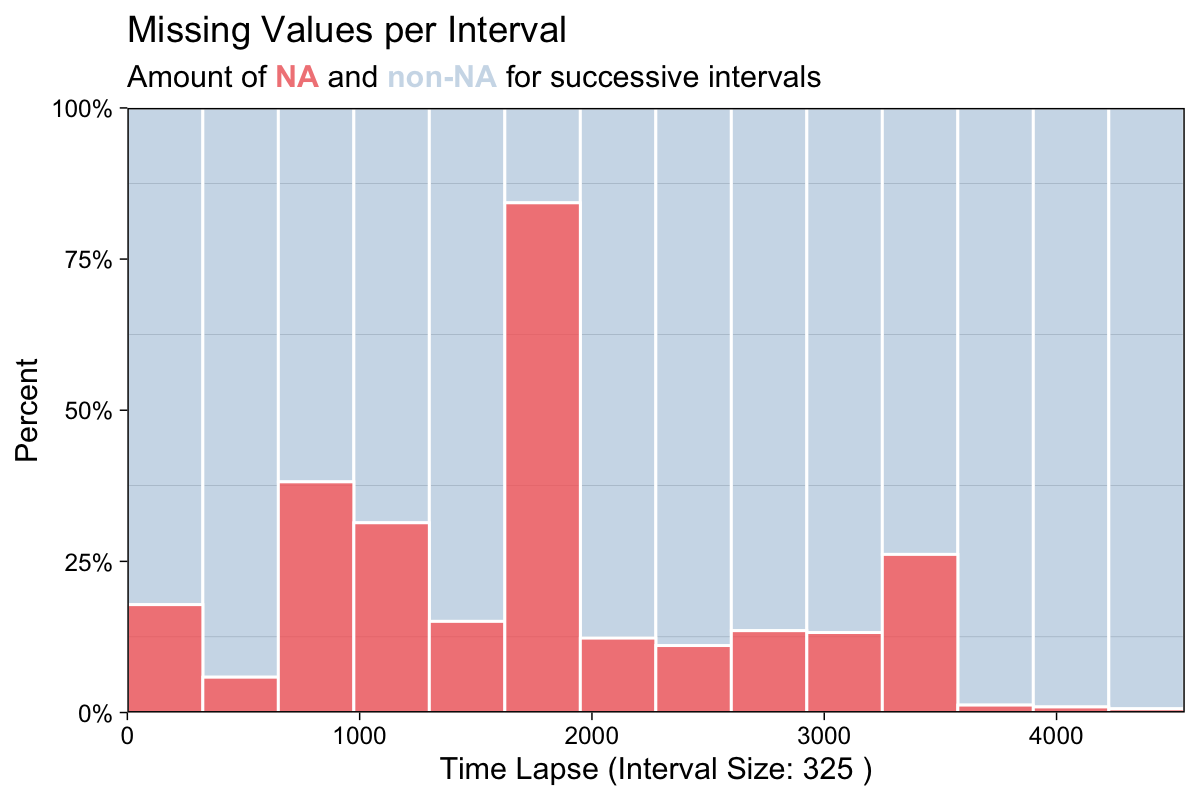 Missing Values per Interval
Amount of NA and non-NA for successive intervals
100%
75%
50%
25%
0%
Percent
0 1000 2000 3000 4000
Time Lapse (Interval Size: 325 )